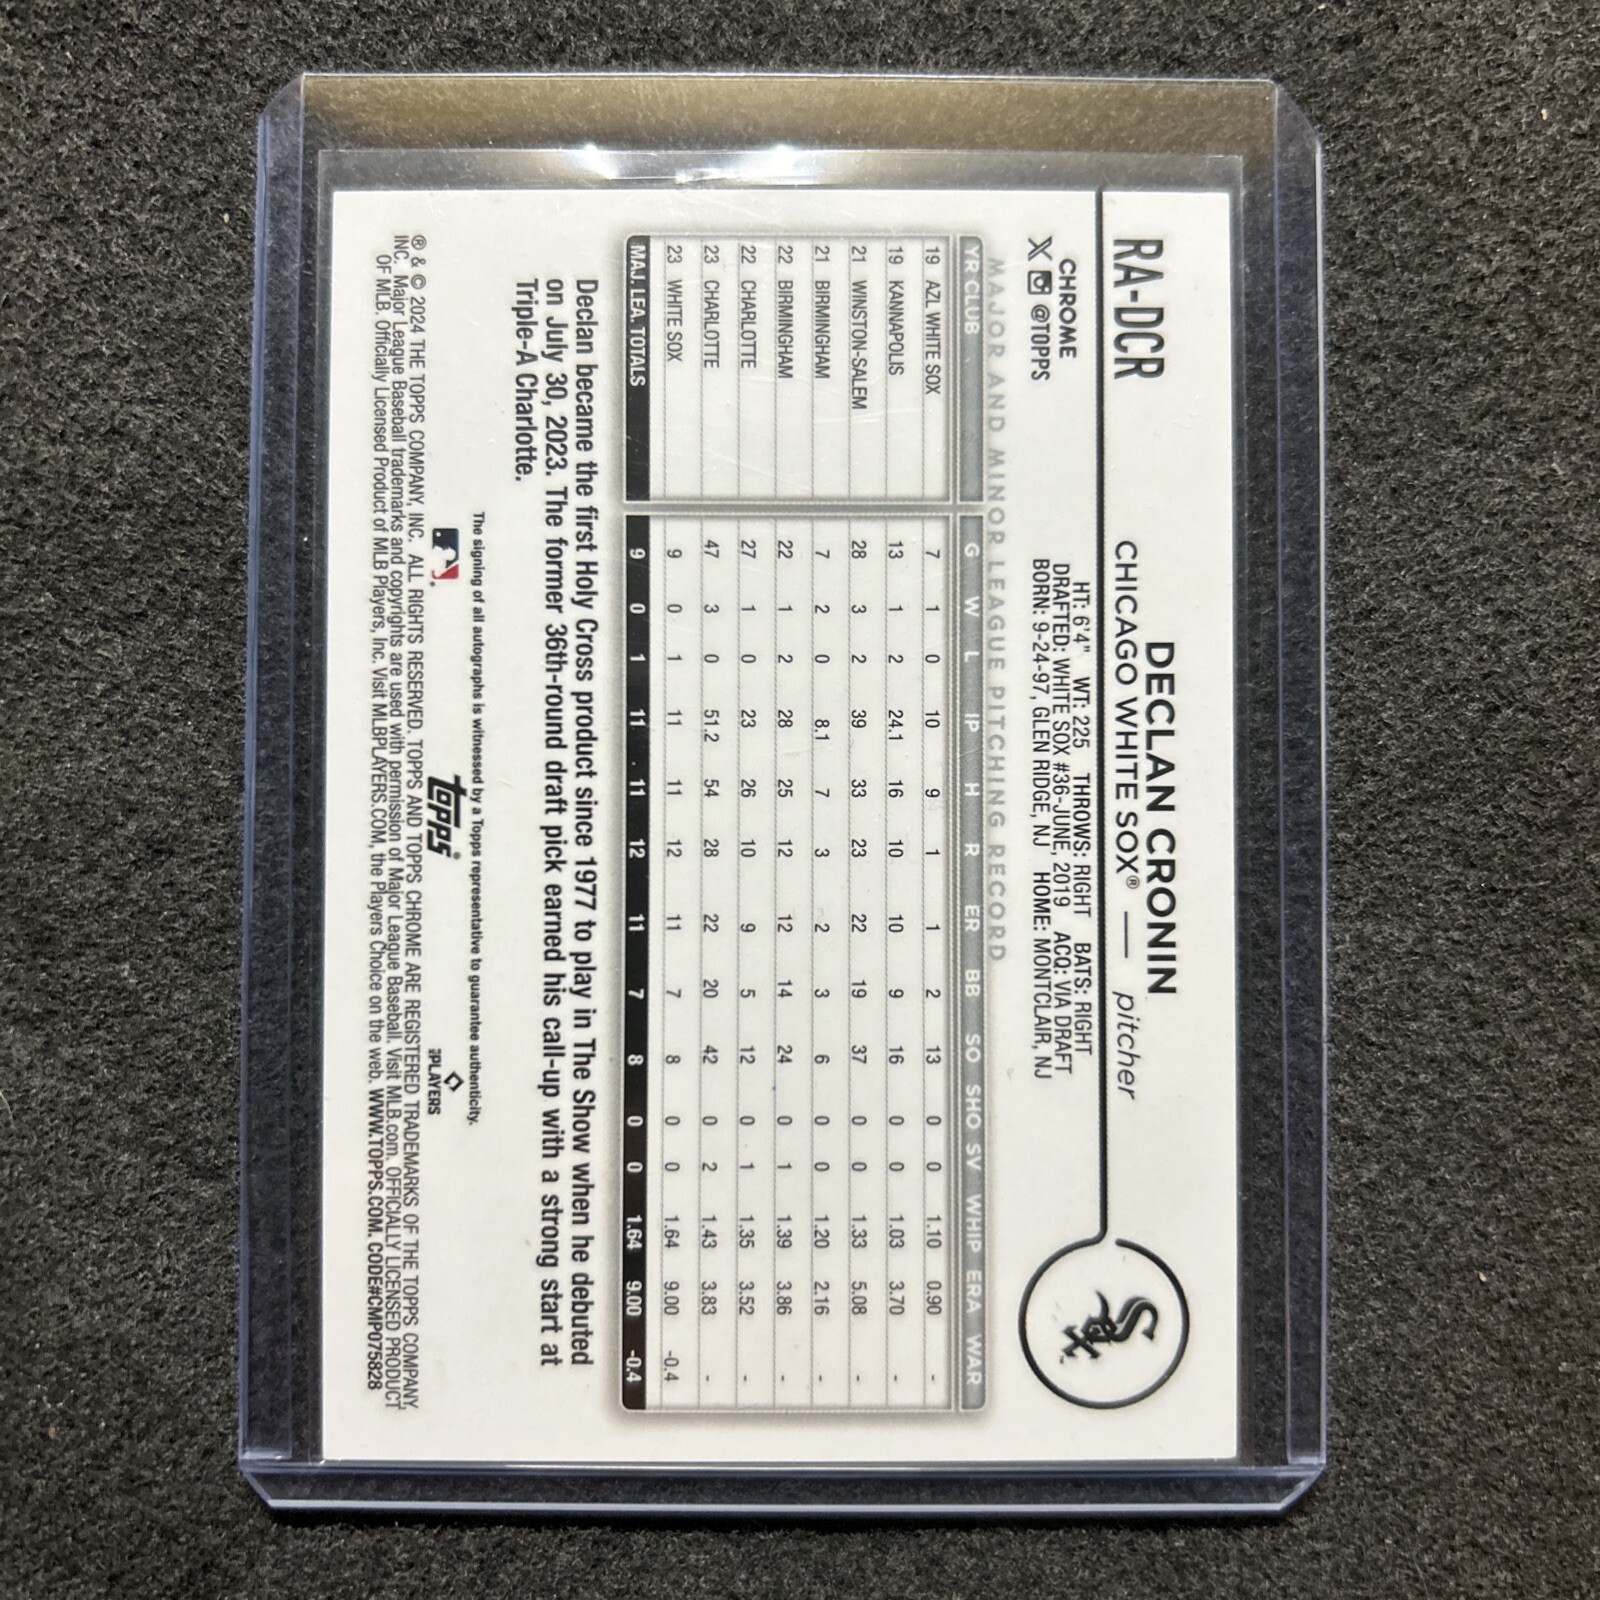 RA-DCR
DECLAN CRONIN
CHICAGO WHITE SOX® — pitcher
CHROME
X @TOPPS
HT: 6'4" WT: 225 THROWS: RIGHT BATS: RIGHT
DRAFTED: WHITE SOX #36-JUNE, 2019 ACQ: VIA DRAFT
BORN: 9-24-97, GLEN RIDGE, NJ HOME: MONTCLAIR, NJ
Sox
MAJOR AND MINOR LEAGUE PITCHING RECORD
YR CLUB G W L IP H R ER BB SO SHO SV WHIP ERA WAR
19 AZL WHITE SOX 7 1 0 10 9 1 1 2 13 0 0 1.10 0.90 -
19 KANNAPOLIS 13 1 2 24.1 16 10 10 9 16 0 0 1.03 3.70 -
21 WINSTON-SALEM 28 3 2 39 33 23 22 19 37 0 0 1.33 5.08 -
21 BIRMINGHAM 7 2 0 8.1 7 3 2 3 6 0 0 1.20 2.16 -
22 BIRMINGHAM 22 1 2 28 25 12 12 14 24 0 1 1.39 3.86 -
22 CHARLOTTE 27 1 0 23 26 10 9 5 12 0 1 1.35 3.52 -
23 CHARLOTTE 47 3 0 51.2 54 28 22 20 42 0 2 1.43 3.83 -
23 WHITE SOX 9 0 1 11 11 12 11 7 8 0 0 1.64 9.00 -0.4
MAJ. LEA. TOTALS 9 0 1 11 11 12 11 7 8 0 0 1.64 9.00 -0.4
Declan became the first Holy Cross product since 1977 to play in The Show when he debuted
on July 30, 2023. The former 36th-round draft pick earned his call-up with a strong start at
Triple-A Charlotte.
The signing of all autographs is witnessed by a Topps representative to guarantee authenticity.
topps®
PLAYERS
® & © 2024 THE TOPPS COMPANY, INC. ALL RIGHTS RESERVED. TOPPS AND TOPPS CHROME ARE REGISTERED TRADEMARKS OF THE TOPPS COMPANY,
INC. Major League Baseball trademarks and copyrights are used with permission of Major League Baseball. Visit MLB.com. OFFICIALLY LICENSED PRODUCT
OF MLB. Officially Licensed Product of MLB Players, Inc. Visit MLBPLAYERS.COM, the Players Choice on the web. WWW.TOPPS.COM. CODE#CMP075828